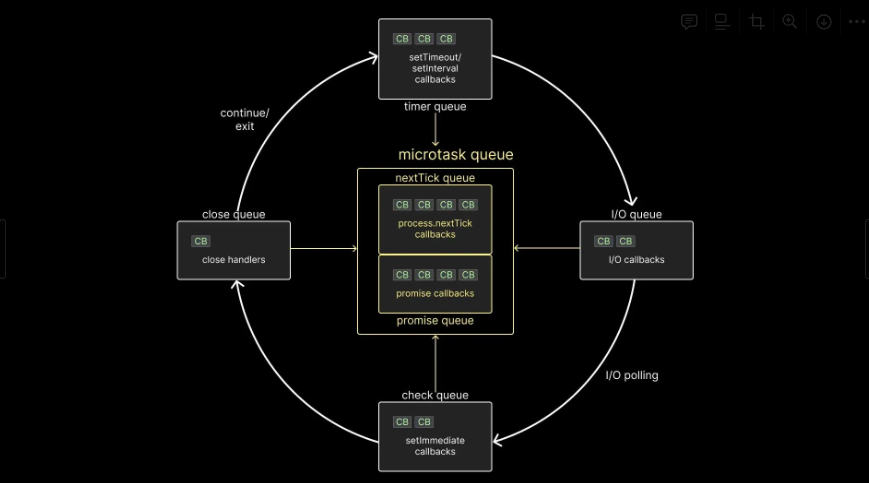 CB CB CB
setTimeout/
setInterval
callbacks
timer queue
continue/
exit
microtask queue
nextTick queue
CB CB CB CB
process.nextTick
callbacks
CB CB CB CB
promise callbacks
promise queue
close queue
CB
close handlers
I/O queue
CB CB
I/O callbacks
I/O polling
check queue
CB CB
setImmediate
callbacks